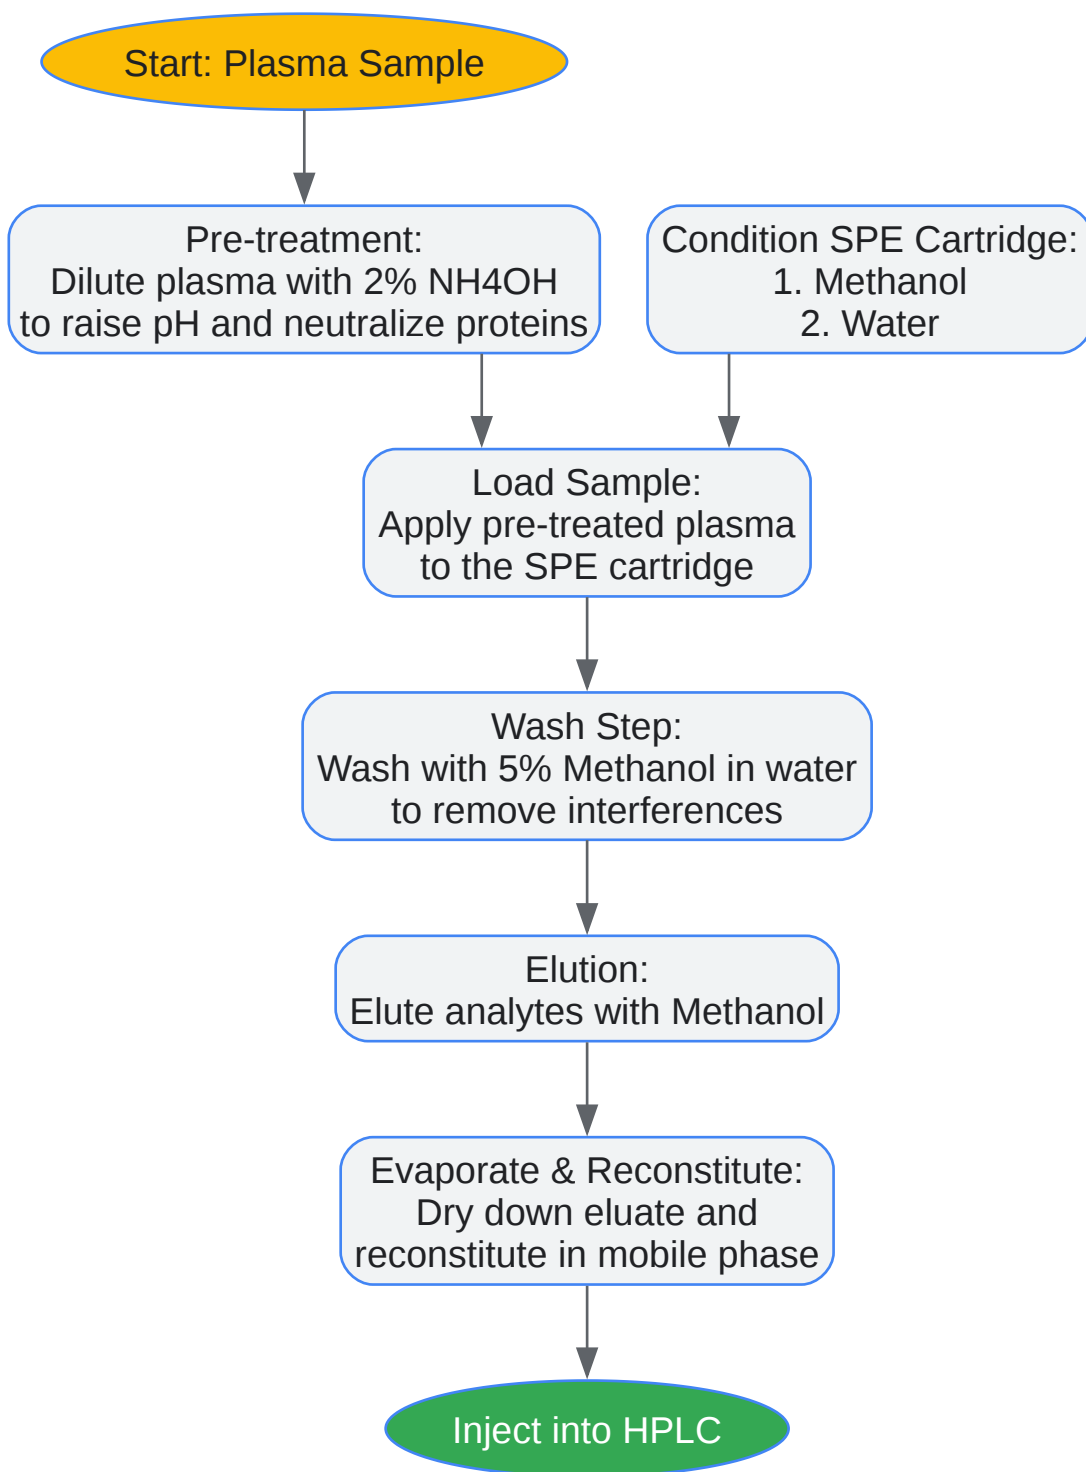 Start: Plasma Sample
Pre-treatment:
Dilute plasma with 2% NH4OH
to raise pH and neutralize proteins
Condition SPE Cartridge:
1. Methanol
2. Water
Load Sample:
Apply pre-treated plasma
to the SPE cartridge
Wash Step:
Wash with 5% Methanol in water
to remove interferences
Elution:
Elute analytes with Methanol
Evaporate & Reconstitute:
Dry down eluate and
reconstitute in mobile phase
Inject into HPLC